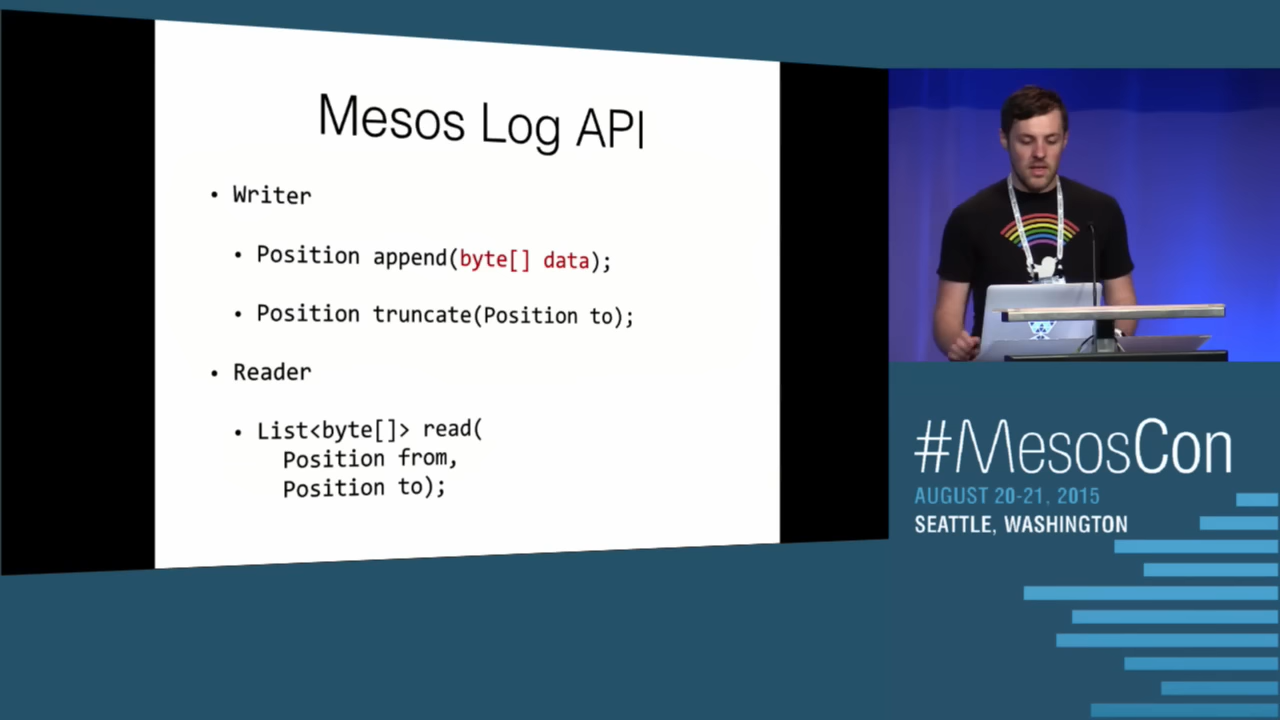 Mesos Log API
• Writer
• Position append(byte[] data);
• Position truncate(Position to);
• Reader
• List<byte[]> read(
Position from,
Position to);
#MesosCon
AUGUST 20-21, 2015
SEATTLE, WASHINGTON